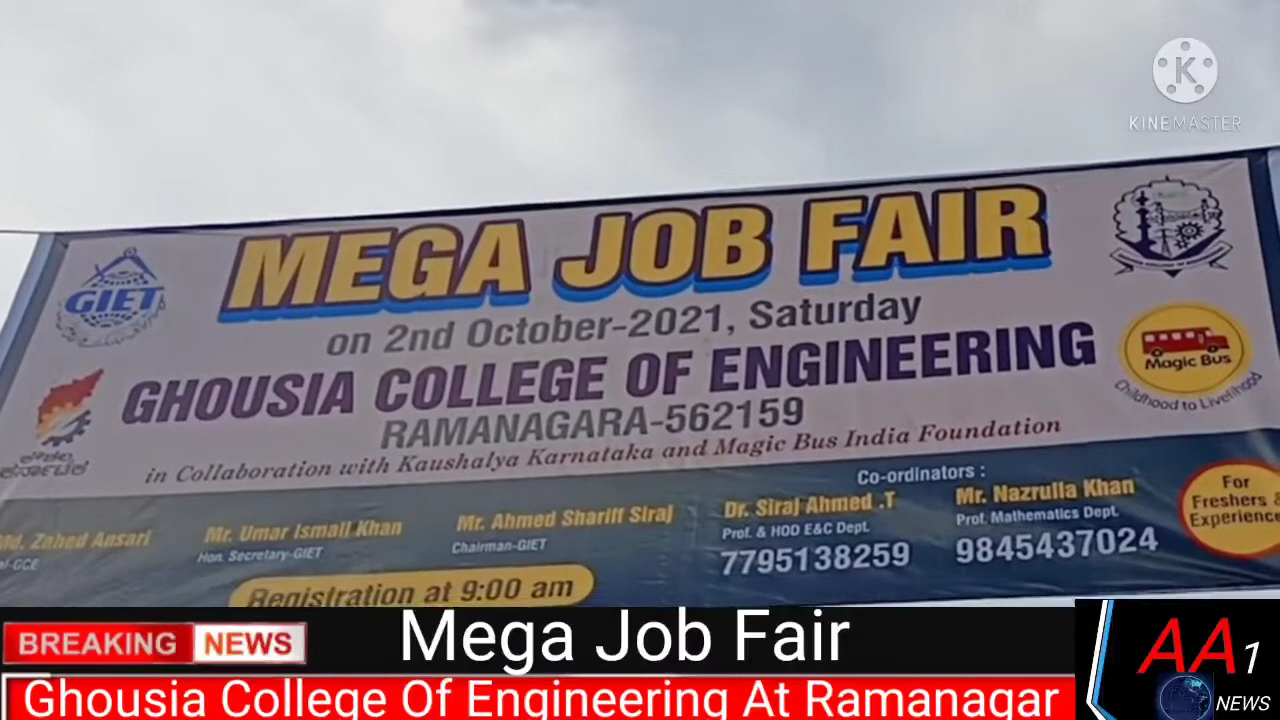 KINEMASTER
MEGA JOB FAIR
on 2nd October-2021, Saturday
GHOUSIA COLLEGE OF ENGINEERING
RAMANAGARA-562159
in Collaboration with Kaushalya Karnataka and Magic Bus India Foundation
GIET
Magic Bus
Childhood to Livelihood
Co-ordinators :
Md. Zahed Ansari
Mr. Umar Ismail Khan
Hon. Secretary-GIET
Mr. Ahmed Shariff Siraj
Chairman-GIET
Dr. Siraj Ahmed .T
Prof. & HOD E&C Dept.
7795138259
Mr. Nazrulla Khan
Prof. Mathematics Dept.
9845437024
For
Freshers &
Registration at 9:00 am
BREAKING NEWS
Mega Job Fair
Ghousia College Of Engineering At Ramanagar
AA1
NEWS